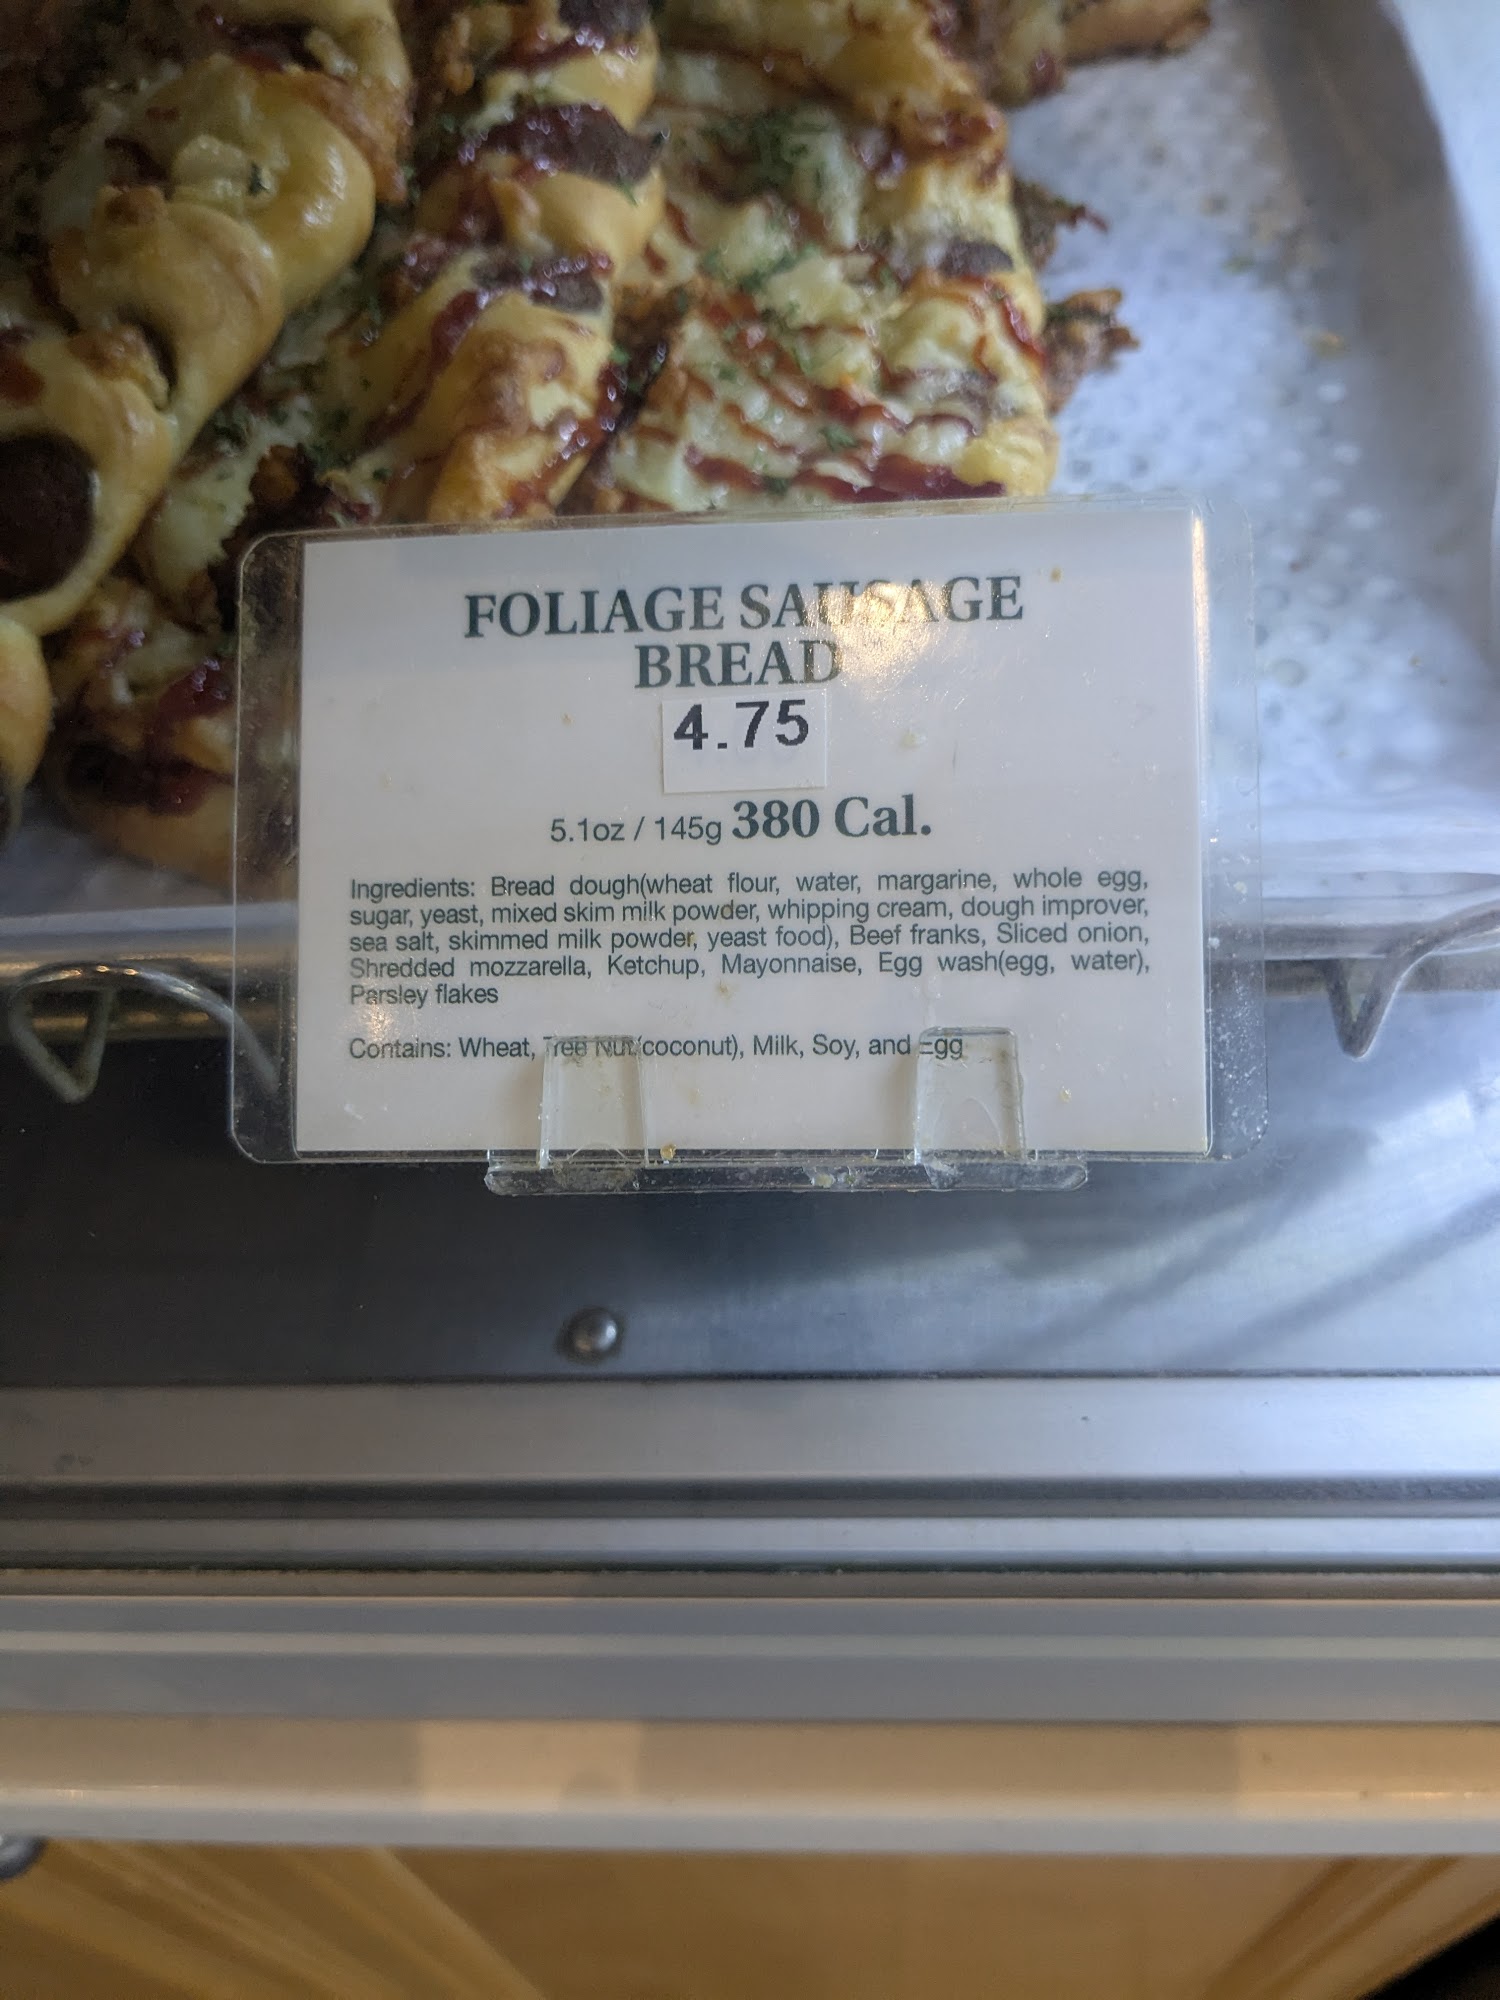 FOLIAGE SAUSAGE
BREAD
4.75
5.1oz / 145g 380 Cal.
Ingredients: Bread dough(wheat flour, water, margarine, whole egg,
sugar, yeast, mixed skim milk powder, whipping cream, dough improver,
sea salt, skimmed milk powder, yeast food), Beef franks, Sliced onion,
Shredded mozzarella, Ketchup, Mayonnaise, Egg wash(egg, water),
Parsley flakes
Contains: Wheat, Tree Nut(coconut), Milk, Soy, and Egg